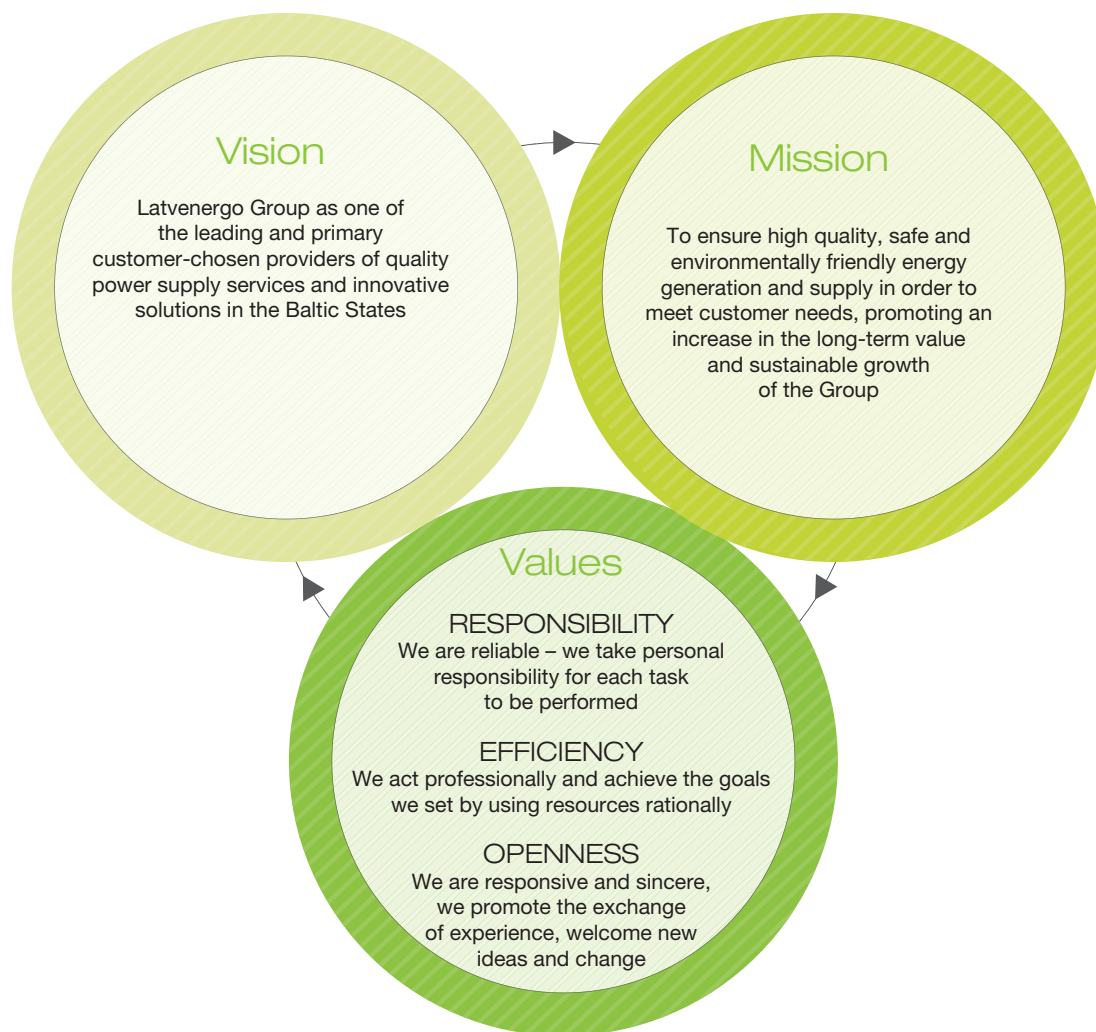 Vision
Latvenergo Group as one of
the leading and primary
customer-chosen providers of quality
power supply services and innovative
solutions in the Baltic States
Mission
To ensure high quality, safe and
environmentally friendly energy
generation and supply in order to
meet customer needs, promoting an
increase in the long-term value
and sustainable growth
of the Group
Values
RESPONSIBILITY
We are reliable – we take personal
responsibility for each task
to be performed
EFFICIENCY
We act professionally and achieve the goals
we set by using resources rationally
OPENNESS
We are responsive and sincere,
we promote the exchange
of experience, welcome new
ideas and change